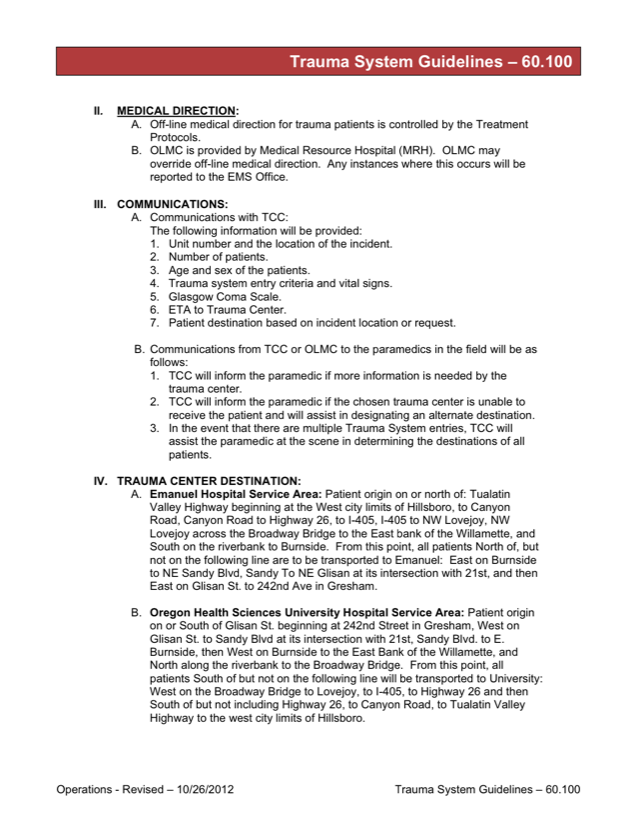 Trauma System Guidelines – 60.100
II. MEDICAL DIRECTION:
A. Off-line medical direction for trauma patients is controlled by the Treatment
Protocols.
B. OLMC is provided by Medical Resource Hospital (MRH). OLMC may
override off-line medical direction. Any instances where this occurs will be
reported to the EMS Office.
III. COMMUNICATIONS:
A. Communications with TCC:
The following information will be provided:
1. Unit number and the location of the incident.
2. Number of patients.
3. Age and sex of the patients.
4. Trauma system entry criteria and vital signs.
5. Glasgow Coma Scale.
6. ETA to Trauma Center.
7. Patient destination based on incident location or request.
B. Communications from TCC or OLMC to the paramedics in the field will be as
follows:
1. TCC will inform the paramedic if more information is needed by the
trauma center.
2. TCC will inform the paramedic if the chosen trauma center is unable to
receive the patient and will assist in designating an alternate destination.
3. In the event that there are multiple Trauma System entries, TCC will
assist the paramedic at the scene in determining the destinations of all
patients.
IV. TRAUMA CENTER DESTINATION:
A. Emanuel Hospital Service Area: Patient origin on or north of: Tualatin
Valley Highway beginning at the West city limits of Hillsboro, to Canyon
Road, Canyon Road to Highway 26, to I-405, I-405 to NW Lovejoy, NW
Lovejoy across the Broadway Bridge to the East bank of the Willamette, and
South on the riverbank to Burnside. From this point, all patients North of, but
not on the following line are to be transported to Emanuel: East on Burnside
to NE Sandy Blvd, Sandy To NE Glisan at its intersection with 21st, and then
East on Glisan St. to 242nd Ave in Gresham.
B. Oregon Health Sciences University Hospital Service Area: Patient origin
on or South of Glisan St. beginning at 242nd Street in Gresham, West on
Glisan St. to Sandy Blvd at its intersection with 21st, Sandy Blvd. to E.
Burnside, then West on Burnside to the East Bank of the Willamette, and
North along the riverbank to the Broadway Bridge. From this point, all
patients South of but not on the following line will be transported to University:
West on the Broadway Bridge to Lovejoy, to I-405, to Highway 26 and then
South of but not including Highway 26, to Canyon Road, to Tualatin Valley
Highway to the west city limits of Hillsboro.
Operations - Revised – 10/26/2012 Trauma System Guidelines – 60.100